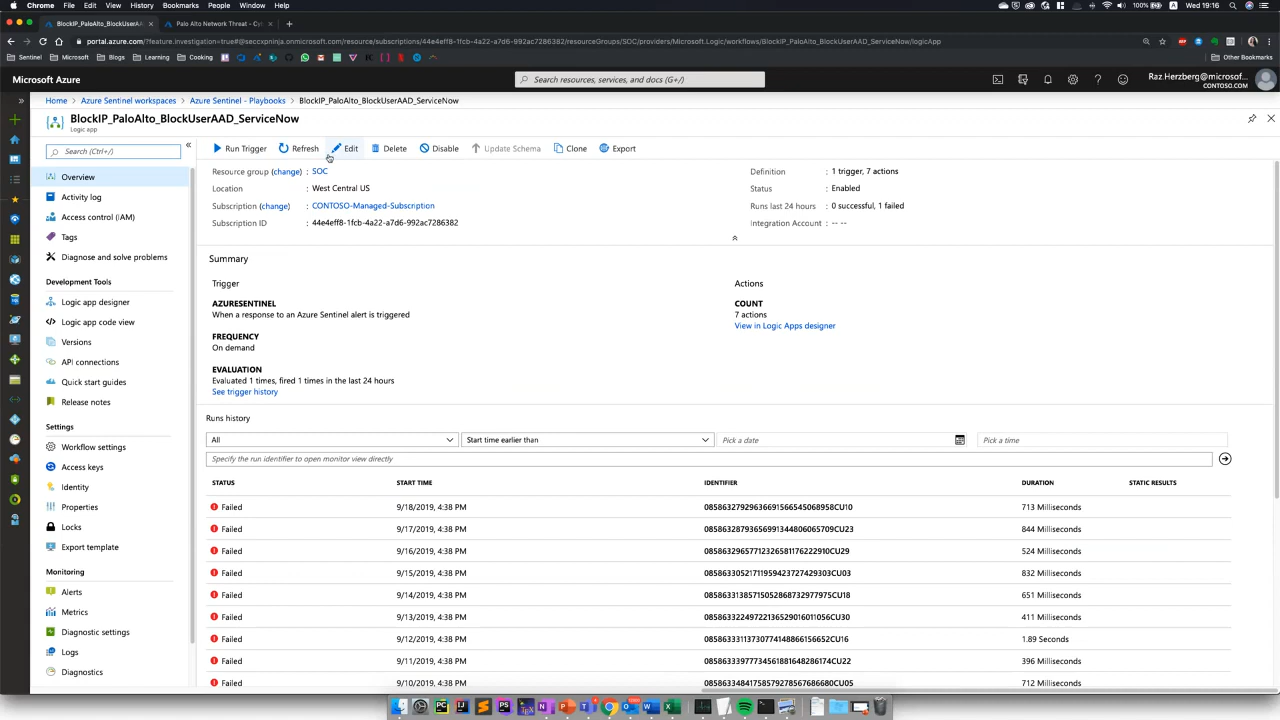 Chrome File Edit View History Bookmarks People Window Help 100% Wed 19:16
BlockIP_PaloAlto_BlockUserAA
Palo Alto Network Threat - Cyb
portal.azure.com/?feature.investigation=true#@seccxpninja.onmicrosoft.com/resource/subscriptions/44e4eff8-1fcb-4a22-a7d6-992ac7286382/resourceGroups/SOC/providers/Microsoft.Logic/workflows/BlockIP_PaloAlto_BlockUserAAD_ServiceNow/logicApp
Sentinel Microsoft Blogs Learning Cooking Other Bookmarks
Microsoft Azure
Search resources, services, and docs (G+/)
Raz.Herzberg@microsoft...
CONTOSO.COM
Home > Azure Sentinel workspaces > Azure Sentinel - Playbooks > BlockIP_PaloAlto_BlockUserAAD_ServiceNow
BlockIP_PaloAlto_BlockUserAAD_ServiceNow
Logic app
Search (Ctrl+/)
Run Trigger Refresh Edit Delete Disable Update Schema Clone Export
Overview
Activity log
Access control (IAM)
Tags
Diagnose and solve problems
Development Tools
Logic app designer
Logic app code view
Versions
API connections
Quick start guides
Release notes
Settings
Workflow settings
Access keys
Identity
Properties
Locks
Export template
Monitoring
Alerts
Metrics
Diagnostic settings
Logs
Diagnostics
Resource group (change) : SOC
Location : West Central US
Subscription (change) : CONTOSO-Managed-Subscription
Subscription ID : 44e4eff8-1fcb-4a22-a7d6-992ac7286382
Definition : 1 trigger, 7 actions
Status : Enabled
Runs last 24 hours : 0 successful, 1 failed
Integration Account : -- --
Summary
Trigger
AZURESENTINEL
When a response to an Azure Sentinel alert is triggered
FREQUENCY
On demand
EVALUATION
Evaluated 1 times, fired 1 times in the last 24 hours
See trigger history
Actions
COUNT
7 actions
View in Logic Apps designer
Runs history
All Start time earlier than Pick a date Pick a time
Specify the run identifier to open monitor view directly
STATUS START TIME IDENTIFIER DURATION STATIC RESULTS
Failed 9/18/2019, 4:38 PM 08586327929636691566545068958CU10 713 Milliseconds
Failed 9/17/2019, 4:38 PM 08586328793656991344806065709CU23 844 Milliseconds
Failed 9/16/2019, 4:38 PM 08586329657712326581176222910CU29 524 Milliseconds
Failed 9/15/2019, 4:38 PM 08586330521711959423727429303CU03 832 Milliseconds
Failed 9/14/2019, 4:38 PM 08586331385715052868732977975CU18 651 Milliseconds
Failed 9/13/2019, 4:38 PM 08586332249722136529016011056CU30 411 Milliseconds
Failed 9/12/2019, 4:38 PM 08586333113730774148866156652CU16 1.89 Seconds
Failed 9/11/2019, 4:38 PM 08586333977734561881648286174CU22 396 Milliseconds
Failed 9/10/2019, 4:38 PM 08586334841758579278567686680CU05 712 Milliseconds